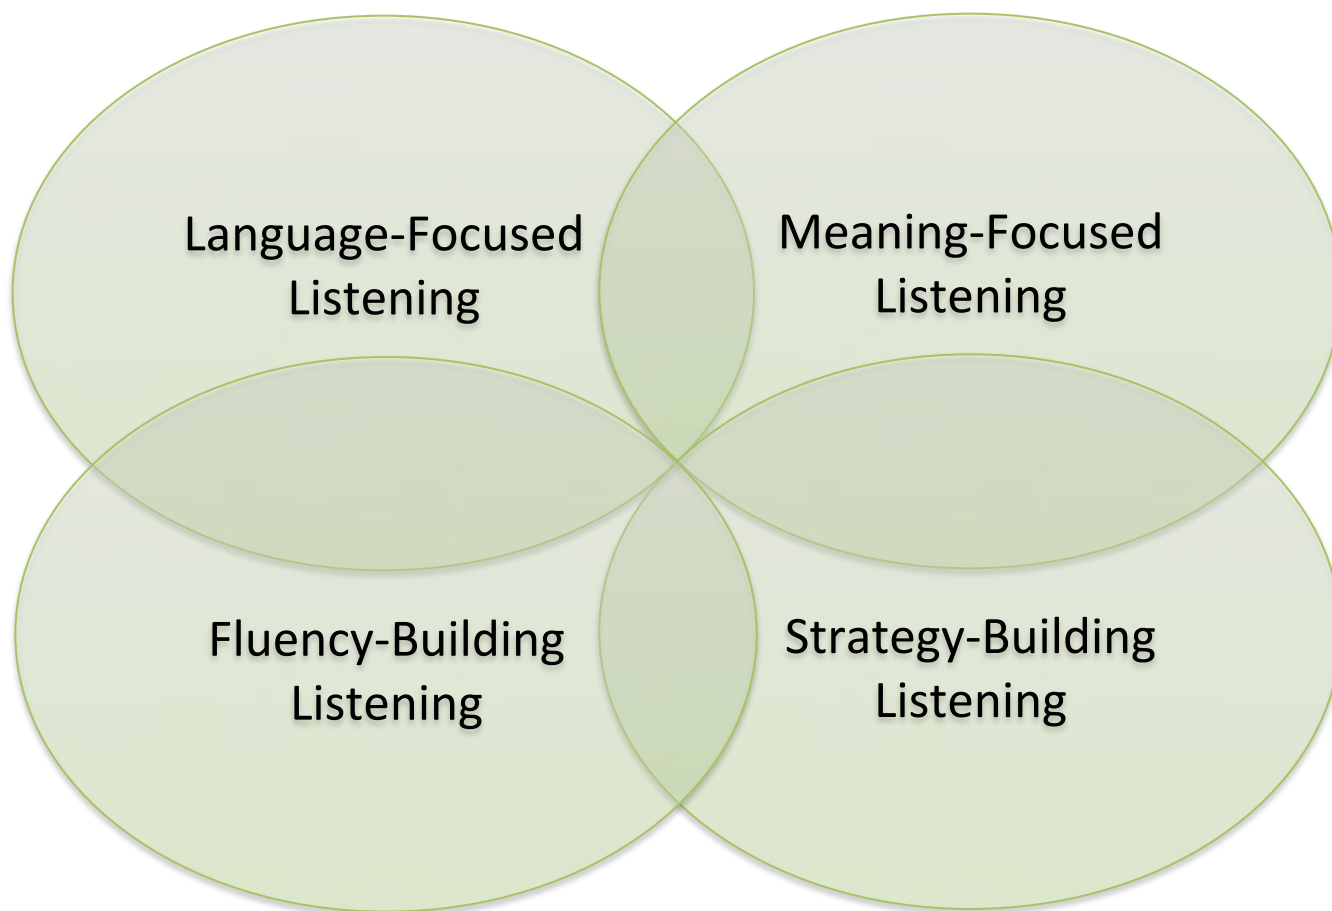 Language-Focused
Listening
Meaning-Focused
Listening
Fluency-Building
Listening
Strategy-Building
Listening